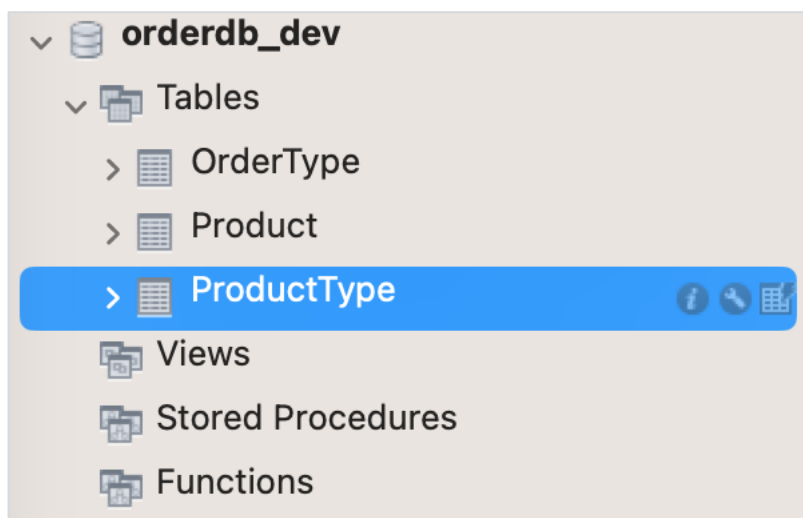 orderdb_dev
Tables
OrderType
Product
ProductType
Views
Stored Procedures
Functions